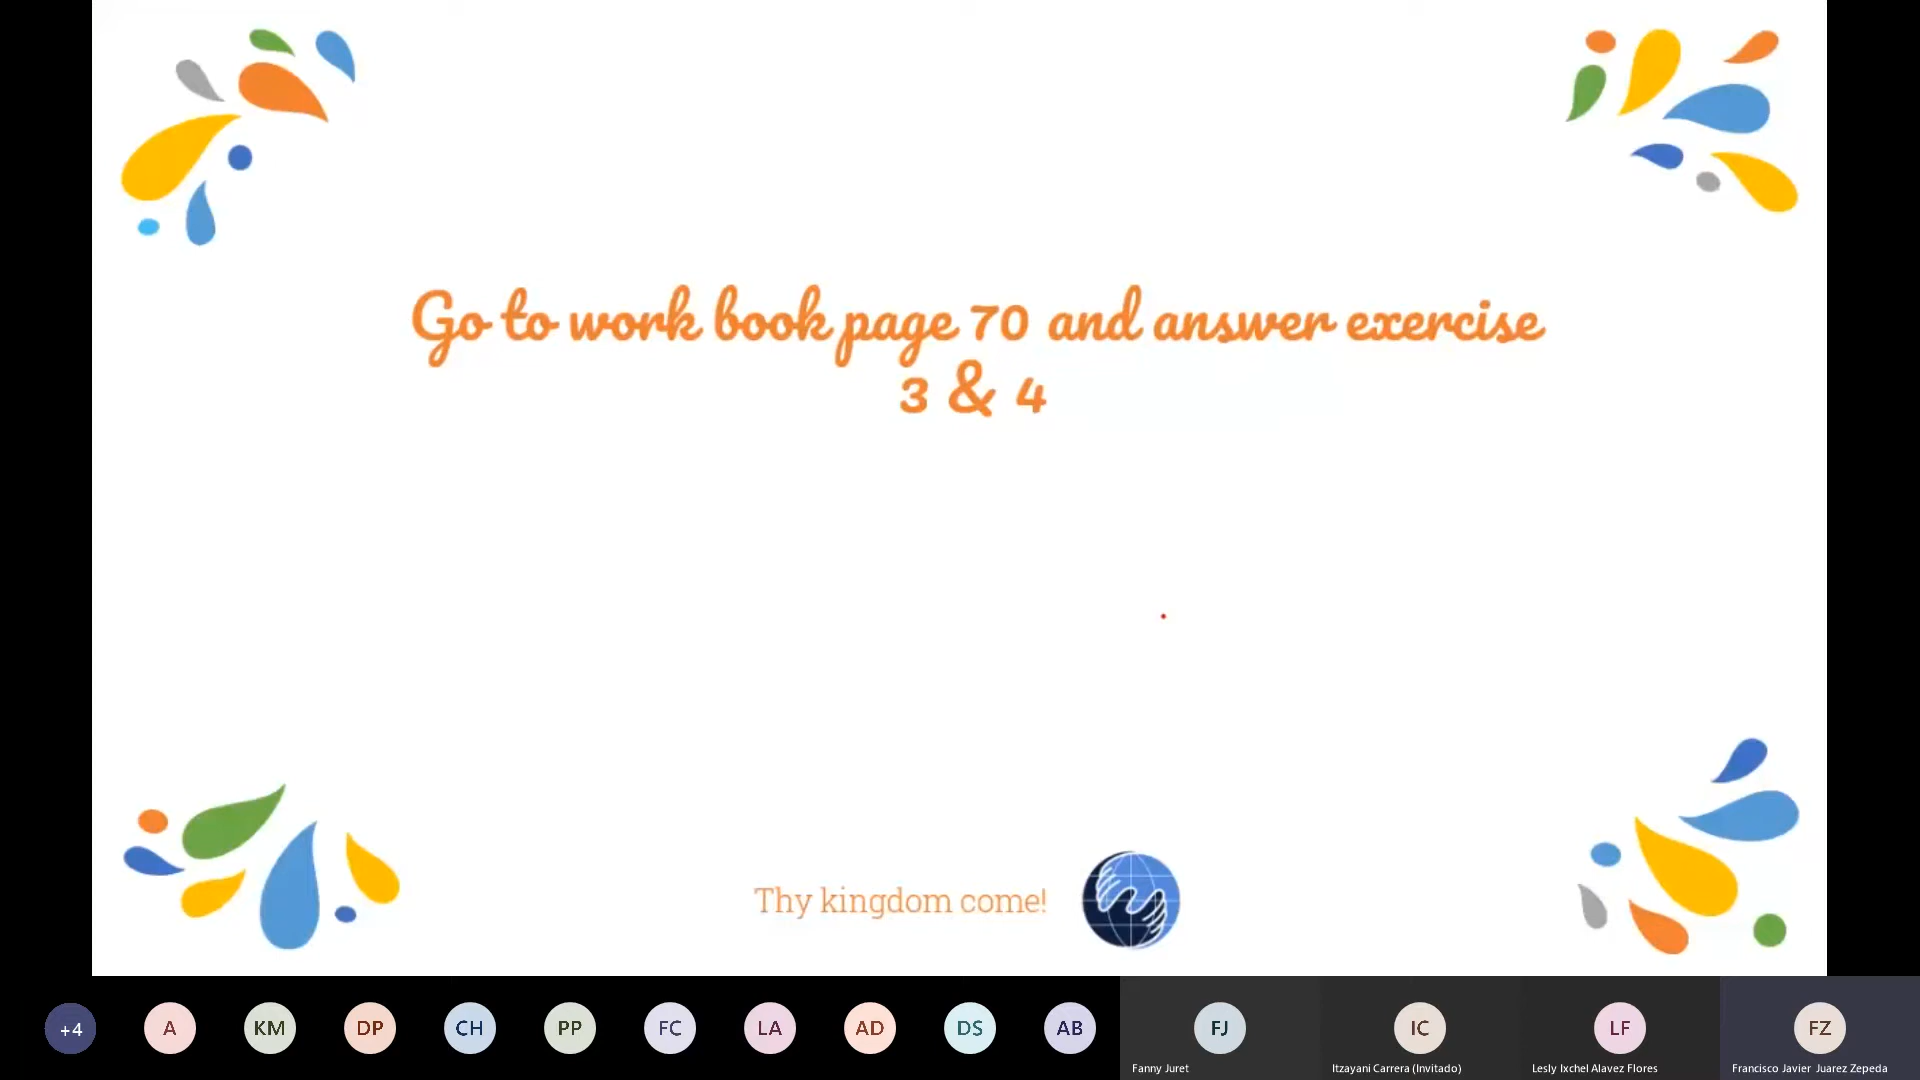 Go to work book page 70 and answer exercise
3 & 4
Thy kingdom come!
+4
A
KM
DP
CH
PP
FC
LA
AD
DS
AB
FJ
IC
LF
FZ
Fanny Juret
Itzayani Carrera (Invitado)
Lesly Ixchel Alavez Flores
Francisco Javier Juarez Zepeda